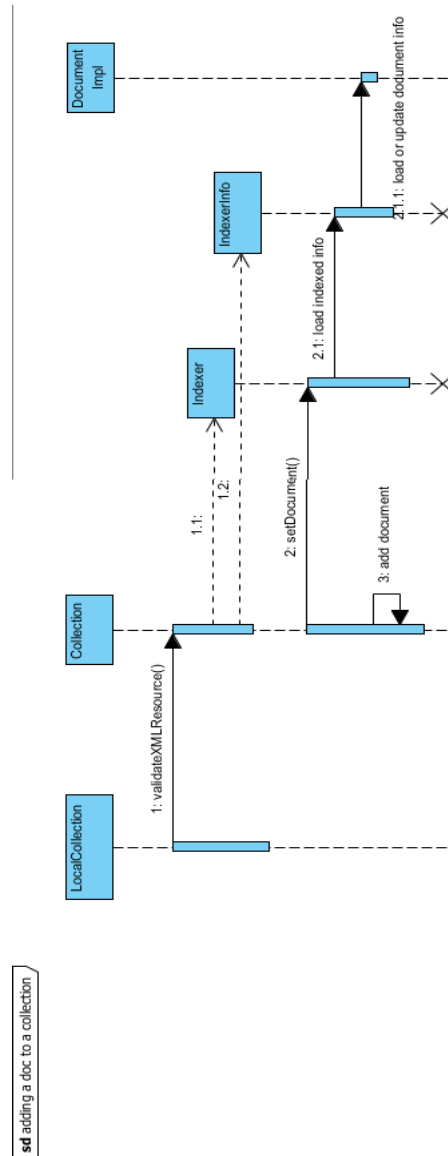 sd adding a doc to a collection
LocalCollection
Collection
Indexer
IndexerInfo
Document
Impl
1: validateXMLResource()
1.1:
1.2:
2: setDocument()
2.1: load indexed info
2.1.1: load or update document info
3: add document